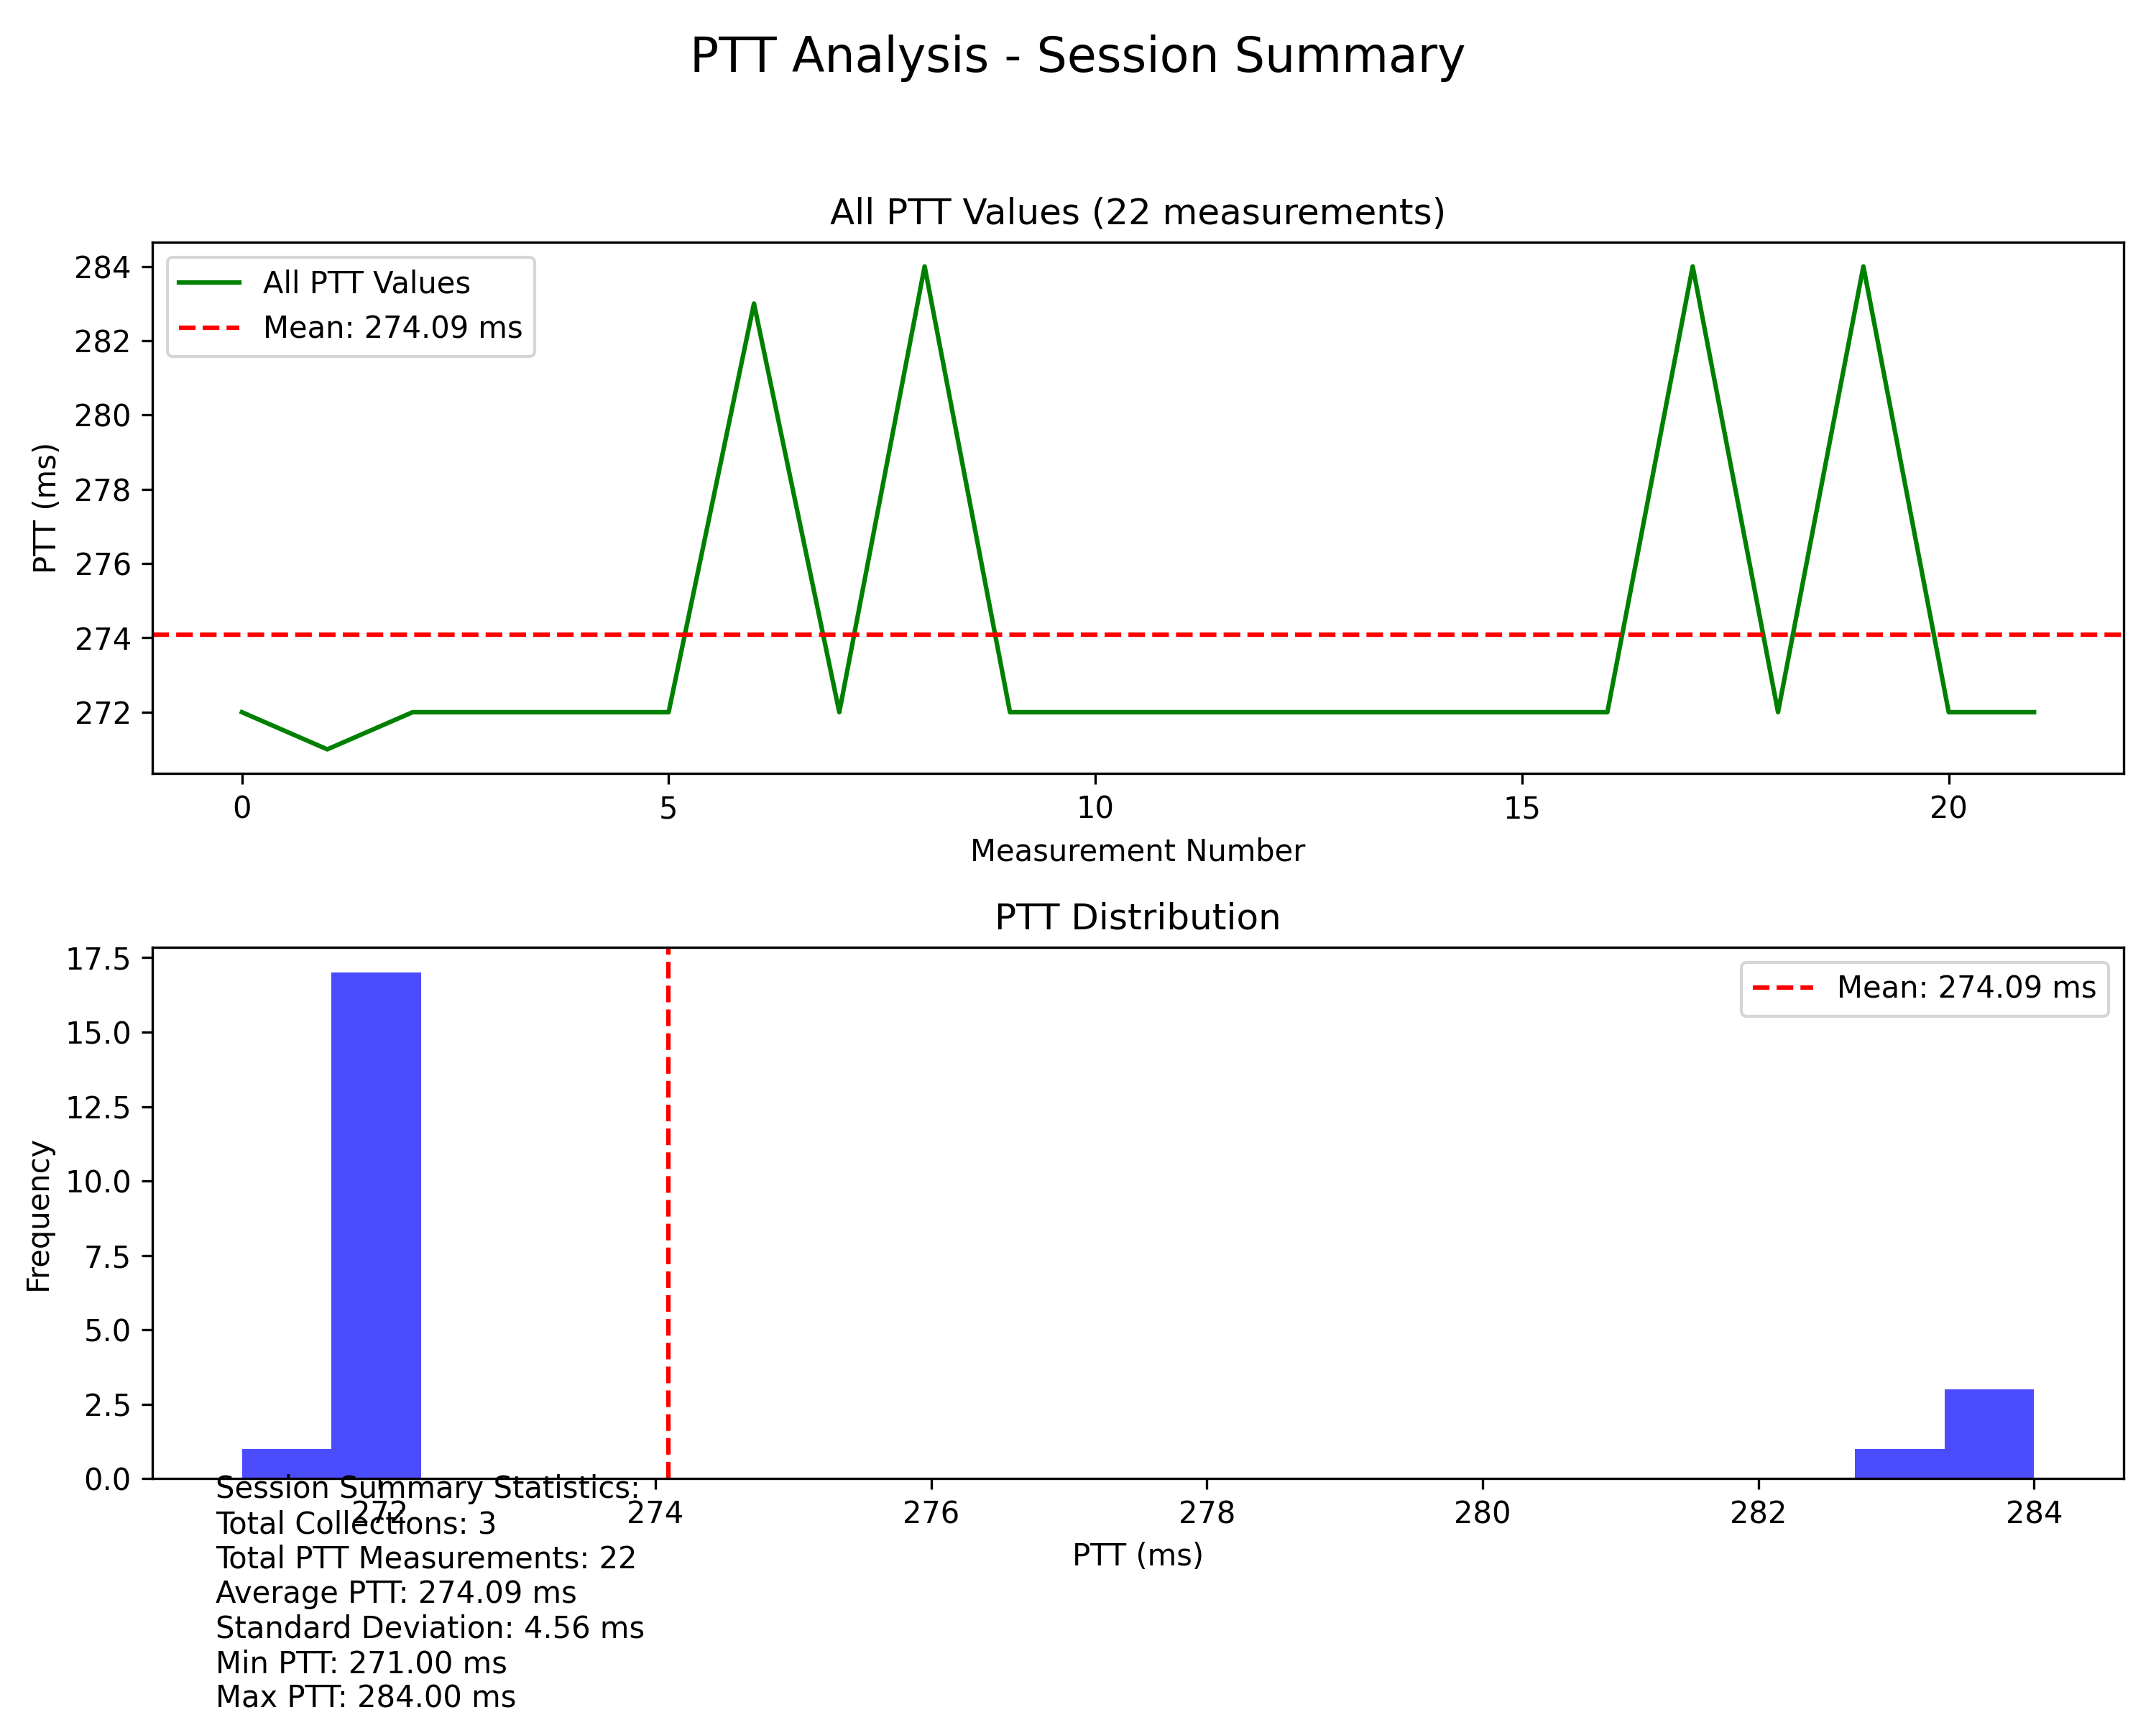 PTT Analysis - Session Summary
All PTT Values (22 measurements)
All PTT Values
Mean: 274.09 ms
284
282
280
278
276
274
272
PTT (ms)
0 5 10 15 20
Measurement Number
PTT Distribution
Mean: 274.09 ms
17.5
15.0
12.5
10.0
7.5
5.0
2.5
0.0
Frequency
272 274 276 278 280 282 284
PTT (ms)
Session Summary Statistics:
Total Collections: 3
Total PTT Measurements: 22
Average PTT: 274.09 ms
Standard Deviation: 4.56 ms
Min PTT: 271.00 ms
Max PTT: 284.00 ms